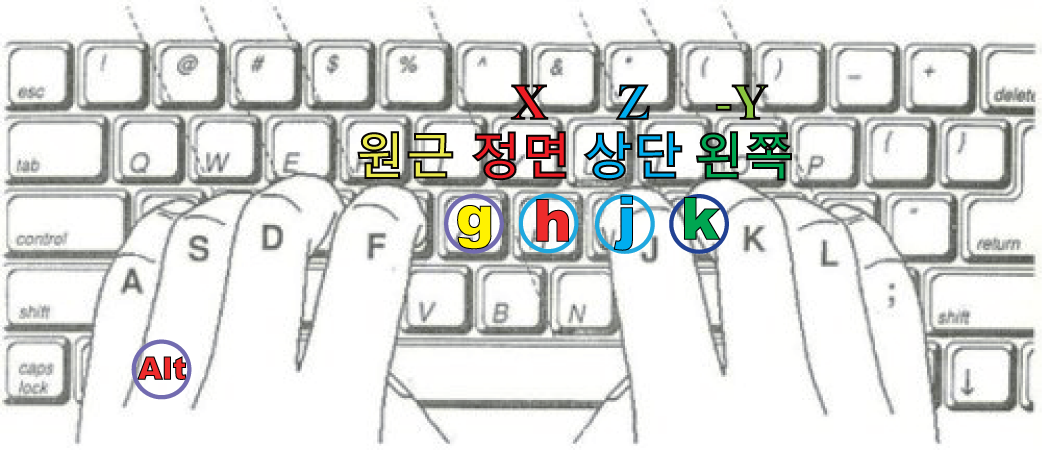 ! @ # $ % ^ & * ( ) _ +
esc delete
X Z -Y
원근 정면 상단 왼쪽
tab Q W E P { }
g h j k
control A S D F J K L ; " return
shift V B N shift
Alt
caps lock ↓